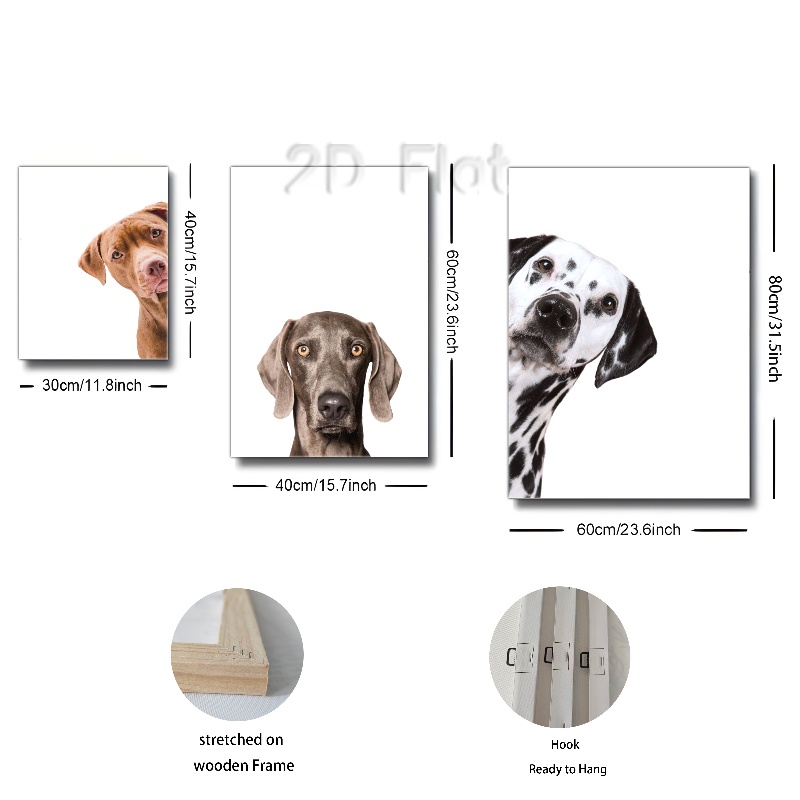 2D Flat
40cm/15.7inch
30cm/11.8inch
60cm/23.6inch
40cm/15.7inch
80cm/31.5inch
60cm/23.6inch
stretched on
wooden Frame
Hook
Ready to Hang